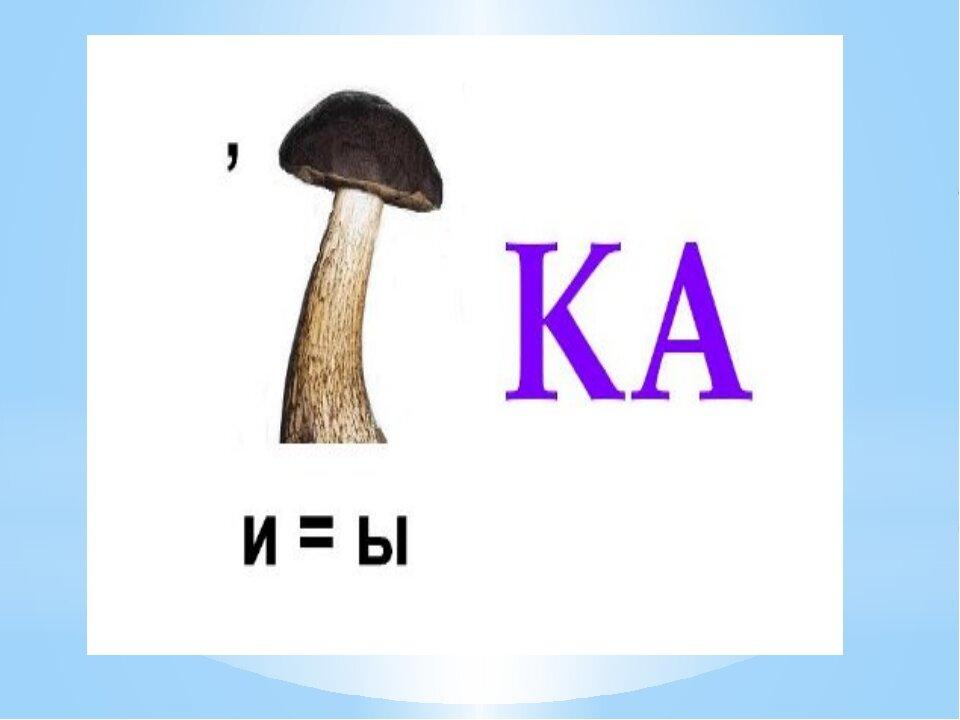 ,
КА
и = ы